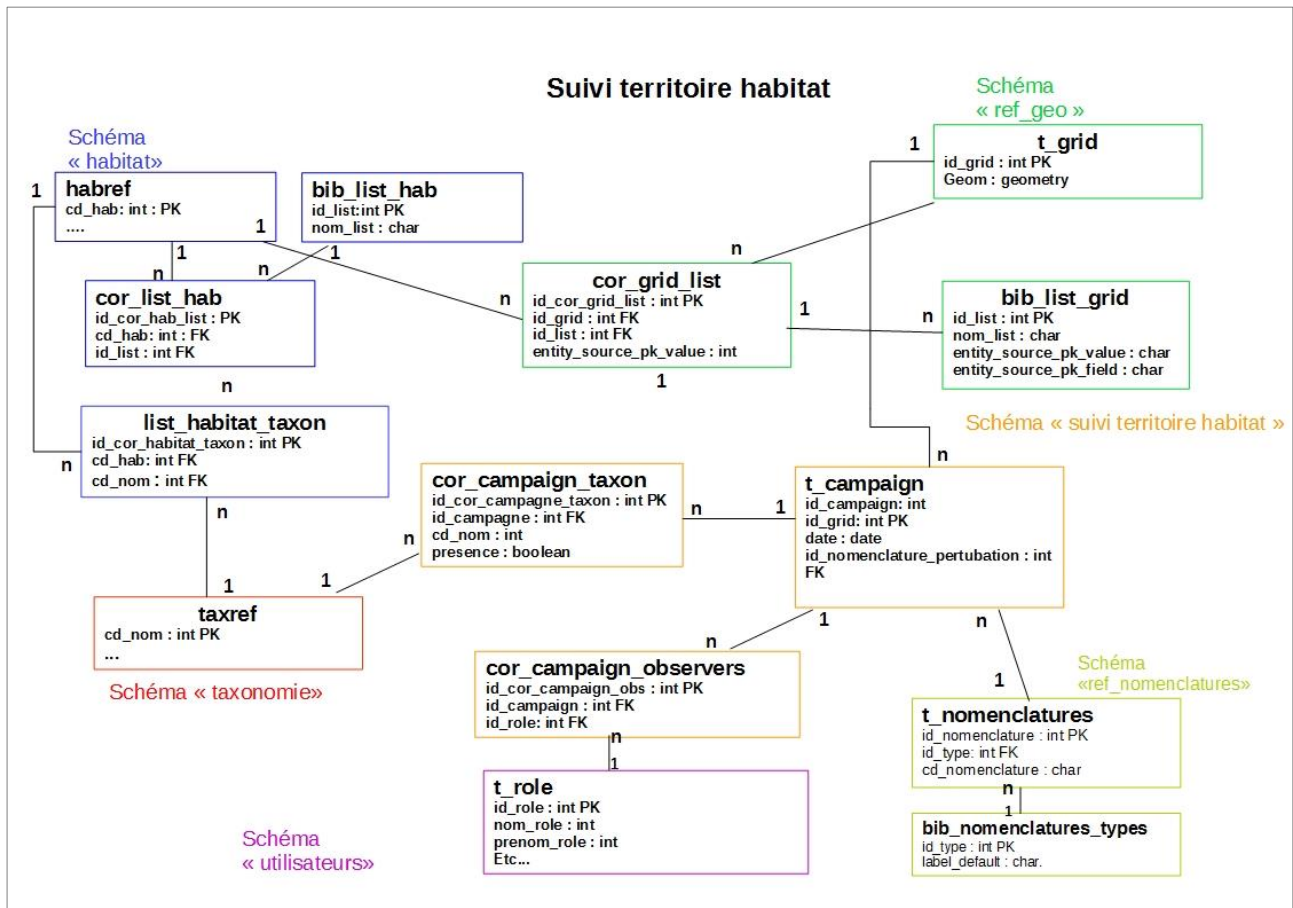 Suivi territoire habitat
Schéma
« habitat»
1
habref
cd_hab: int : PK
....
1
1
n
bib_list_hab
id_list:int PK
nom_list : char
1
n
cor_list_hab
id_cor_hab_list : PK
cd_hab: int : FK
id_list : int FK
n
list_habitat_taxon
id_cor_habitat_taxon : int PK
cd_hab: int FK
cd_nom : int FK
n
n
1
taxref
cd_nom : int PK
...
Schéma « taxonomie»
Schéma
« ref_geo »
1
t_grid
id_grid : int PK
Geom : geometry
n
n
cor_grid_list
id_cor_grid_list : int PK
id_grid : int FK
id_list : int FK
entity_source_pk_value : int
1
1
n
bib_list_grid
id_list : int PK
nom_list : char
entity_source_pk_value : char
entity_source_pk_field : char
Schéma « suivi territoire habitat »
n
cor_campaign_taxon
id_cor_campagne_taxon : int PK
id_campagne : int FK
cd_nom : int
presence : boolean
n
1
n
1
t_campaign
id_campaign: int
id_grid: int PK
date : date
id_nomenclature_pertubation : int
FK
1
n
n
1
cor_campaign_observers
id_cor_campaign_obs : int PK
id_campaign : int FK
id_role: int FK
n
1
t_role
id_role : int PK
nom_role : int
prenom_role : int
Etc...
Schéma
« utilisateurs»
Schéma
«ref_nomenclatures»
t_nomenclatures
id_nomenclature : int PK
id_type: int FK
cd_nomenclature : char
n
1
bib_nomenclatures_types
id_type : int PK
label_default : char.